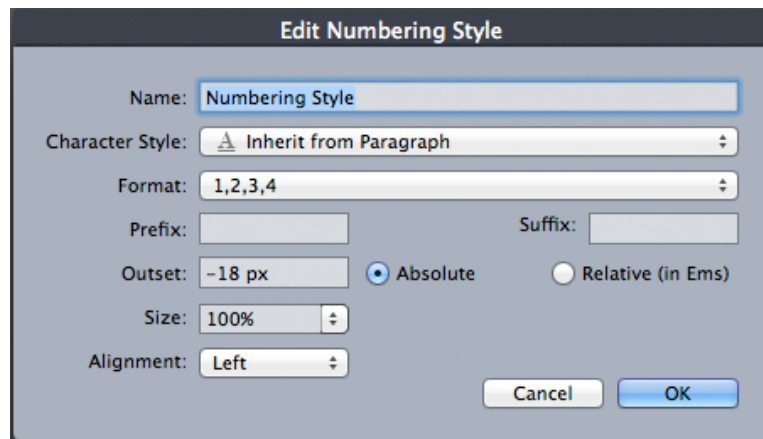 Edit Numbering Style
Name: Numbering Style
Character Style: A Inherit from Paragraph
Format: 1,2,3,4
Prefix: Suffix:
Outset: -18 px Absolute Relative (in Ems)
Size: 100%
Alignment: Left
Cancel OK